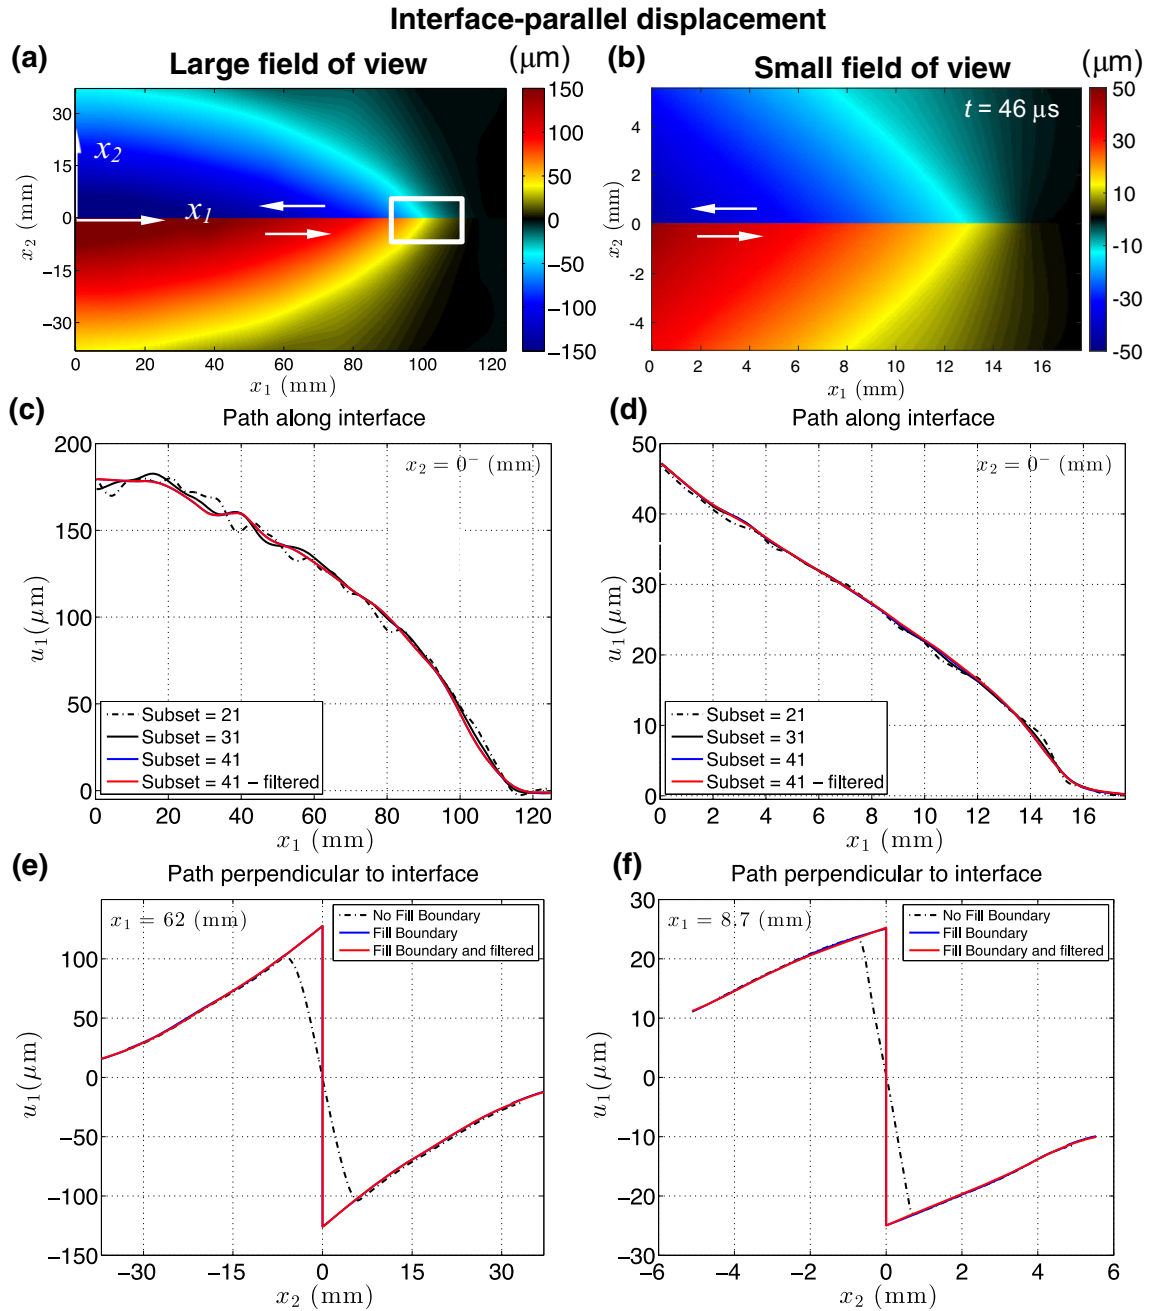 Interface-parallel displacement
(a) Large field of view (μm)
(b) Small field of view (μm)
30
15
0
−15
−30
x₂ (mm)
x₂
x₁
0 20 40 60 80 100 120
x₁ (mm)
150
100
50
0
−50
−100
−150
t = 46 μs
4
2
0
-2
-4
x₂ (mm)
0 2 4 6 8 10 12 14 16
x₁ (mm)
50
30
10
-10
-30
-50
(c) Path along interface
x₂ = 0⁻ (mm)
200
150
100
50
0
u₁(μm)
Subset = 21
Subset = 31
Subset = 41
Subset = 41 − filtered
0 20 40 60 80 100 120
x₁ (mm)
(d) Path along interface
x₂ = 0⁻ (mm)
50
40
30
20
10
0
u₁(μm)
Subset = 21
Subset = 31
Subset = 41
Subset = 41 − filtered
0 2 4 6 8 10 12 14 16
x₁ (mm)
(e) Path perpendicular to interface
x₁ = 62 (mm)
No Fill Boundary
Fill Boundary
Fill Boundary and filtered
100
50
0
−50
−100
−150
u₁(μm)
−30 −15 0 15 30
x₂ (mm)
(f) Path perpendicular to interface
x₁ = 8.7 (mm)
No Fill Boundary
Fill Boundary
Fill Boundary and filtered
30
20
10
0
−10
−20
−30
u₁(μm)
−6 −4 −2 0 2 4 6
x₂ (mm)